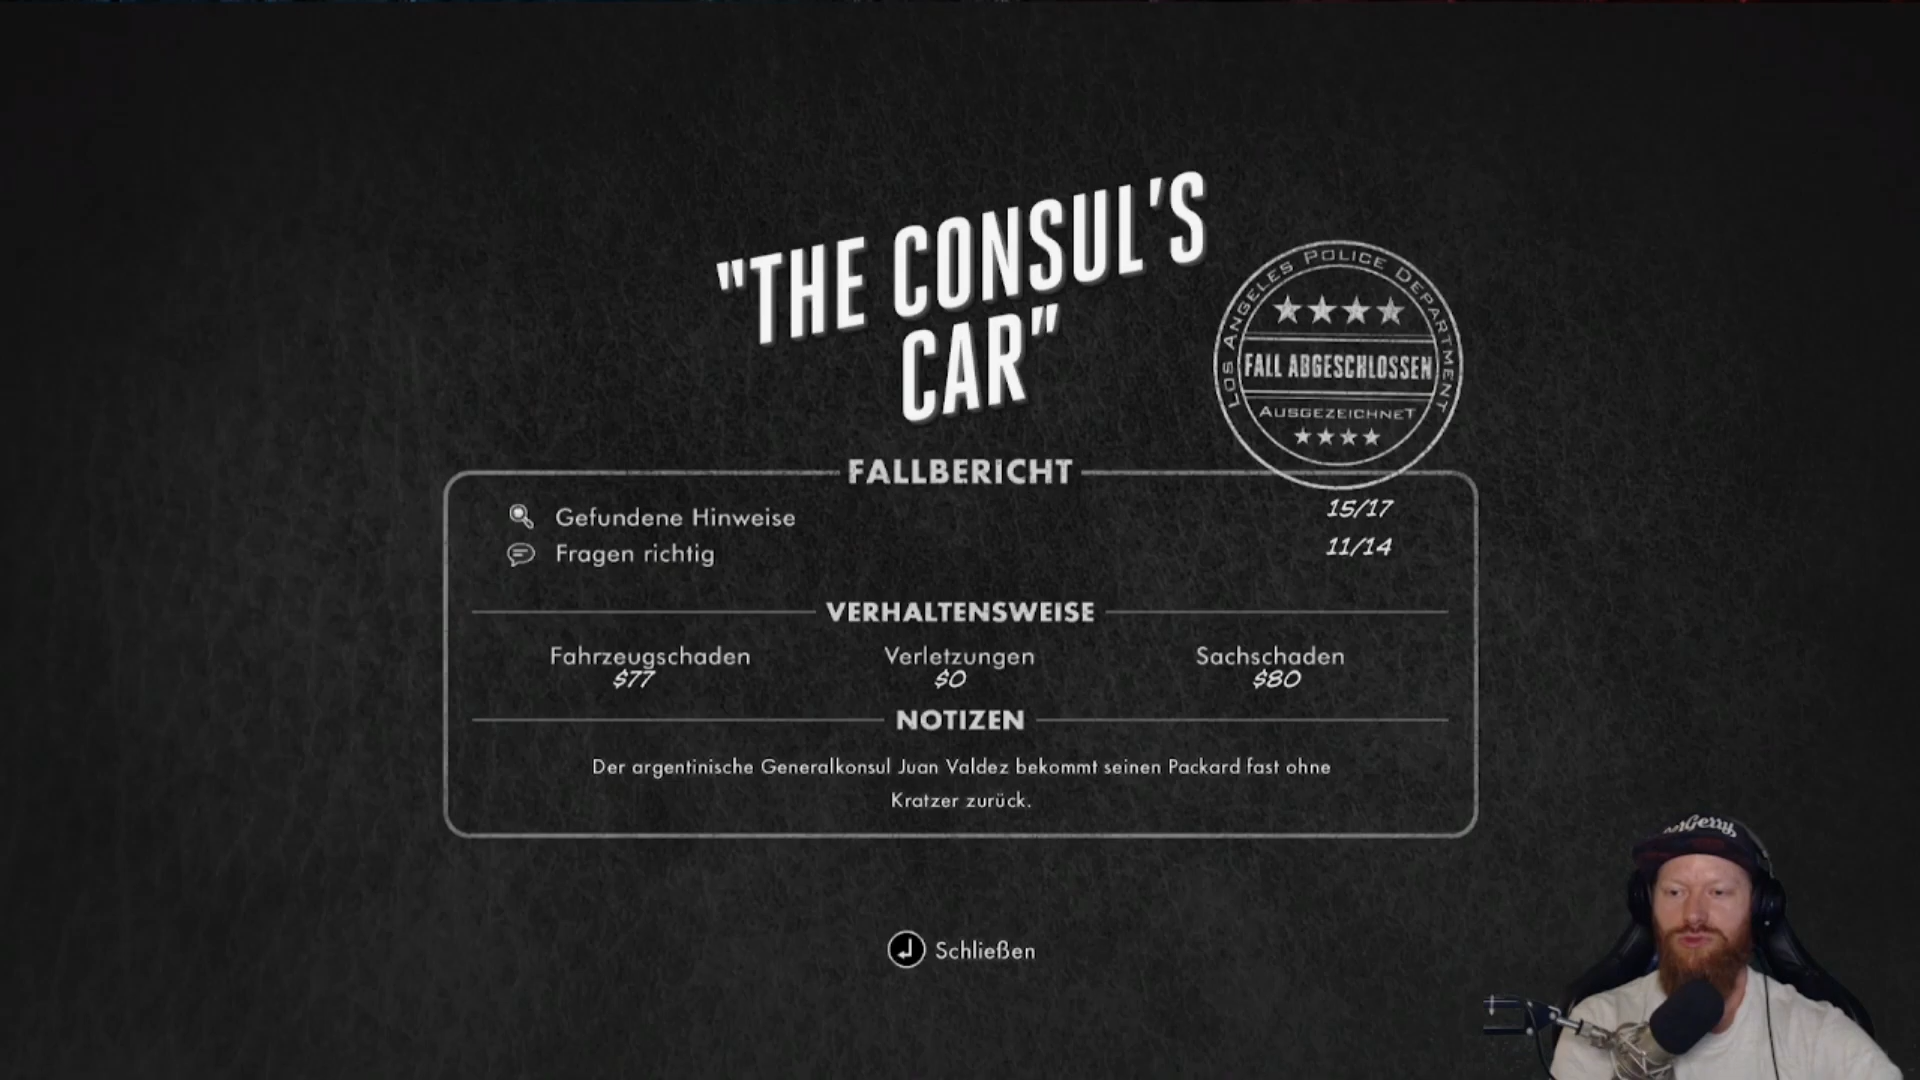 "THE CONSUL'S
CAR"
LOS ANGELES POLICE DEPARTMENT
FALL ABGESCHLOSSEN
AUSGEZEICHNET
FALLBERICHT
Gefundene Hinweise 15/17
Fragen richtig 11/14
VERHALTENSWEISE
Fahrzeugschaden Verletzungen Sachschaden
$77 $0 $80
NOTIZEN
Der argentinische Generalkonsul Juan Valdez bekommt seinen Packard fast ohne
Kratzer zurück.
Schließen